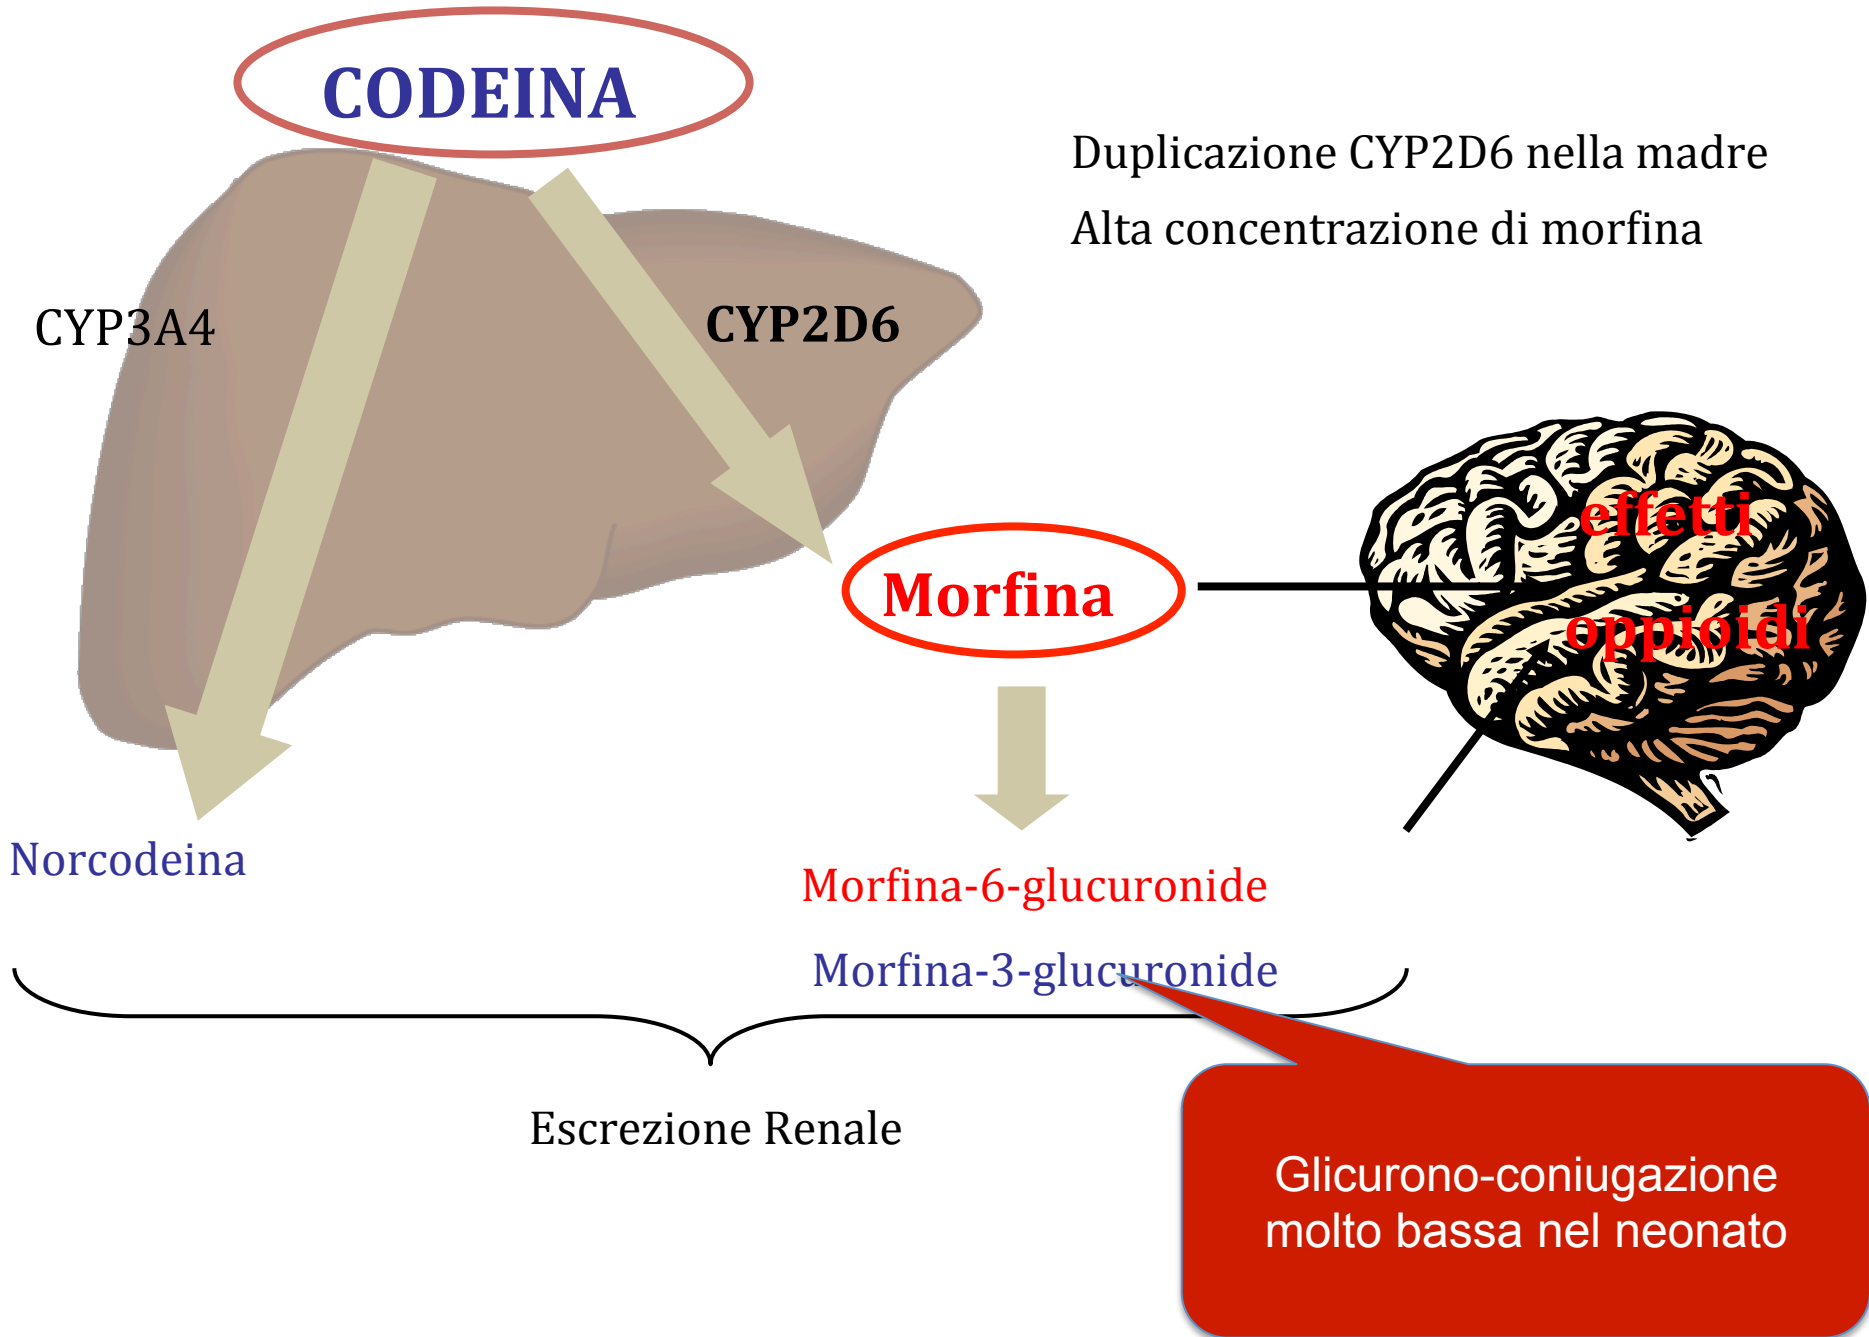 CODEINA
Duplicazione CYP2D6 nella madre
Alta concentrazione di morfina
CYP3A4
CYP2D6
effetti
oppioidi
Morfina
Norcodeina
Morfina-6-glucuronide
Morfina-3-glucuronide
Escrezione Renale
Glicurono-coniugazione
molto bassa nel neonato